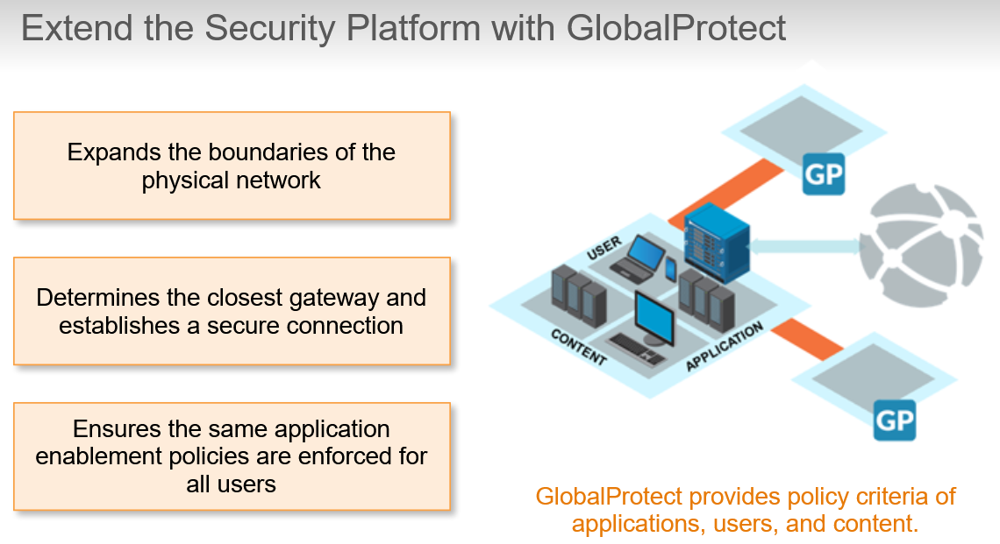 Extend the Security Platform with GlobalProtect
Expands the boundaries of the
physical network
Determines the closest gateway and
establishes a secure connection
Ensures the same application
enablement policies are enforced for
all users
GP
USER
CONTENT
APPLICATION
GP
GlobalProtect provides policy criteria of
applications, users, and content.